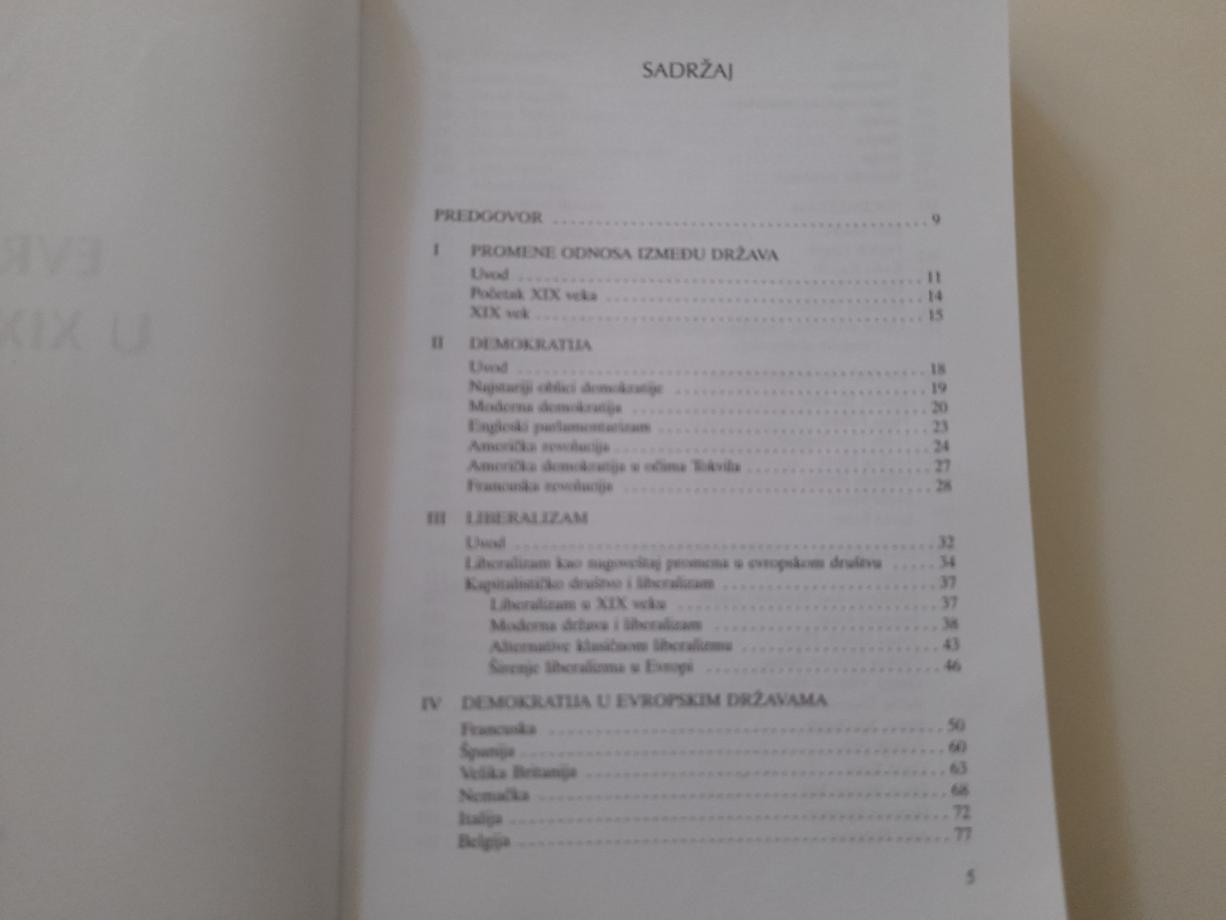 SADRŽAJ
PREDGOVOR ........ 9
I PROMENE ODNOSA IZMEĐU DRŽAVA
Uvod ........ 11
Početak XIX veka ........ 14
XIX vek ........ 15
II DEMOKRATIJA
Uvod ........ 18
Najstariji oblici demokratije ........ 19
Moderna demokratija ........ 20
Engleski parlamentarizam ........ 23
Američka revolucija ........ 24
Američka demokratija u očima Tokvila ........ 27
Francuska revolucija ........ 28
III LIBERALIZAM
Uvod ........ 32
Liberalizam kao nagoveštaj promena u evropskom društvu ........ 34
Kapitalističko društvo i liberalizam ........ 37
Liberalizam u XIX veku ........ 37
Moderna država i liberalizam ........ 38
Alternative klasičnom liberalizmu ........ 43
Širenje liberalizma u Evropi ........ 46
IV DEMOKRATIJA U EVROPSKIM DRŽAVAMA
Francuska ........ 50
Španija ........ 60
Velika Britanija ........ 63
Nemačka ........ 68
Italija ........ 72
Belgija ........ 77
5